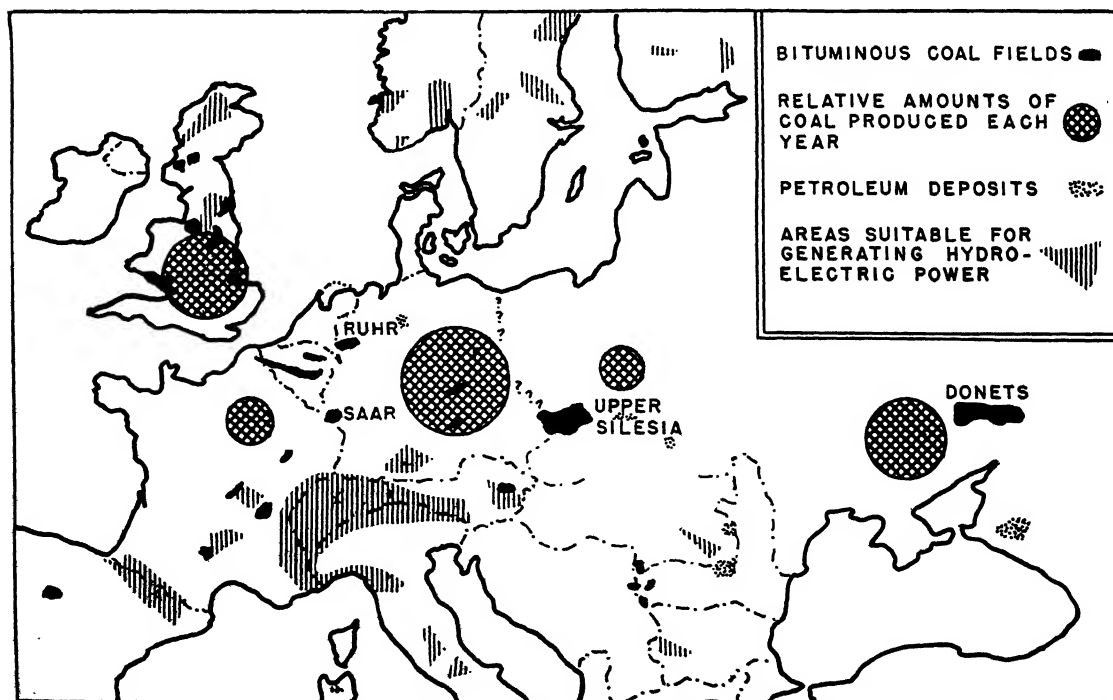 BITUMINOUS COAL FIELDS
RELATIVE AMOUNTS OF
COAL PRODUCED EACH
YEAR
PETROLEUM DEPOSITS
AREAS SUITABLE FOR
GENERATING HYDRO-
ELECTRIC POWER
RUHR
?
?
?
SAAR
? ?
?
UPPER
SILESIA
DONETS